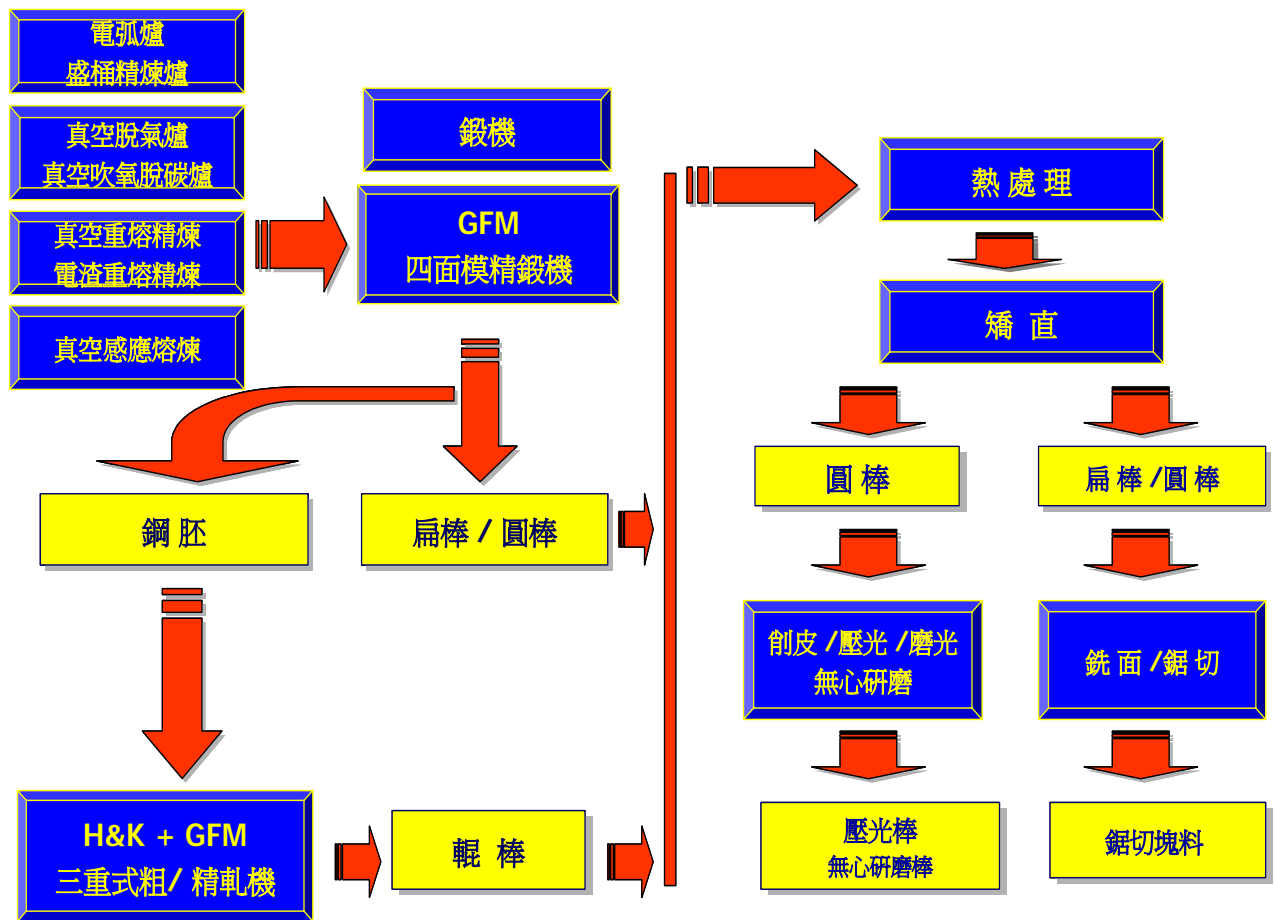 電弧爐
盛桶精煉爐
真空脫氣爐
真空吹氧脫碳爐
真空重熔精煉
電渣重熔精煉
真空感應熔煉
鍛機
GFM
四面模精鍛機
鋼胚
扁棒 / 圓棒
H&K + GFM
三重式粗/ 精軋機
輥 棒
熱 處 理
矯 直
圓 棒
扁 棒 /圓 棒
削皮 /壓光 /磨光
無心研磨
銑 面 /鋸 切
壓光棒
無心研磨棒
鋸切塊料